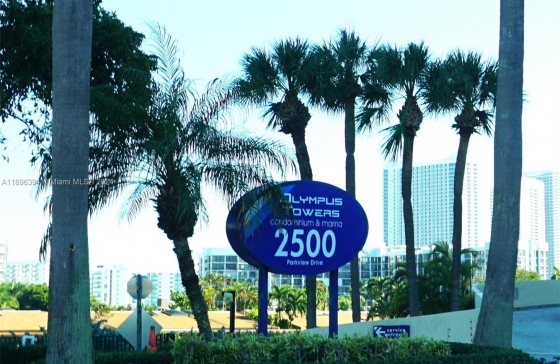 A11696394 Miami MLS
OLYMPUS
TOWERS
condominium & marina
2500
Parkview Drive
service